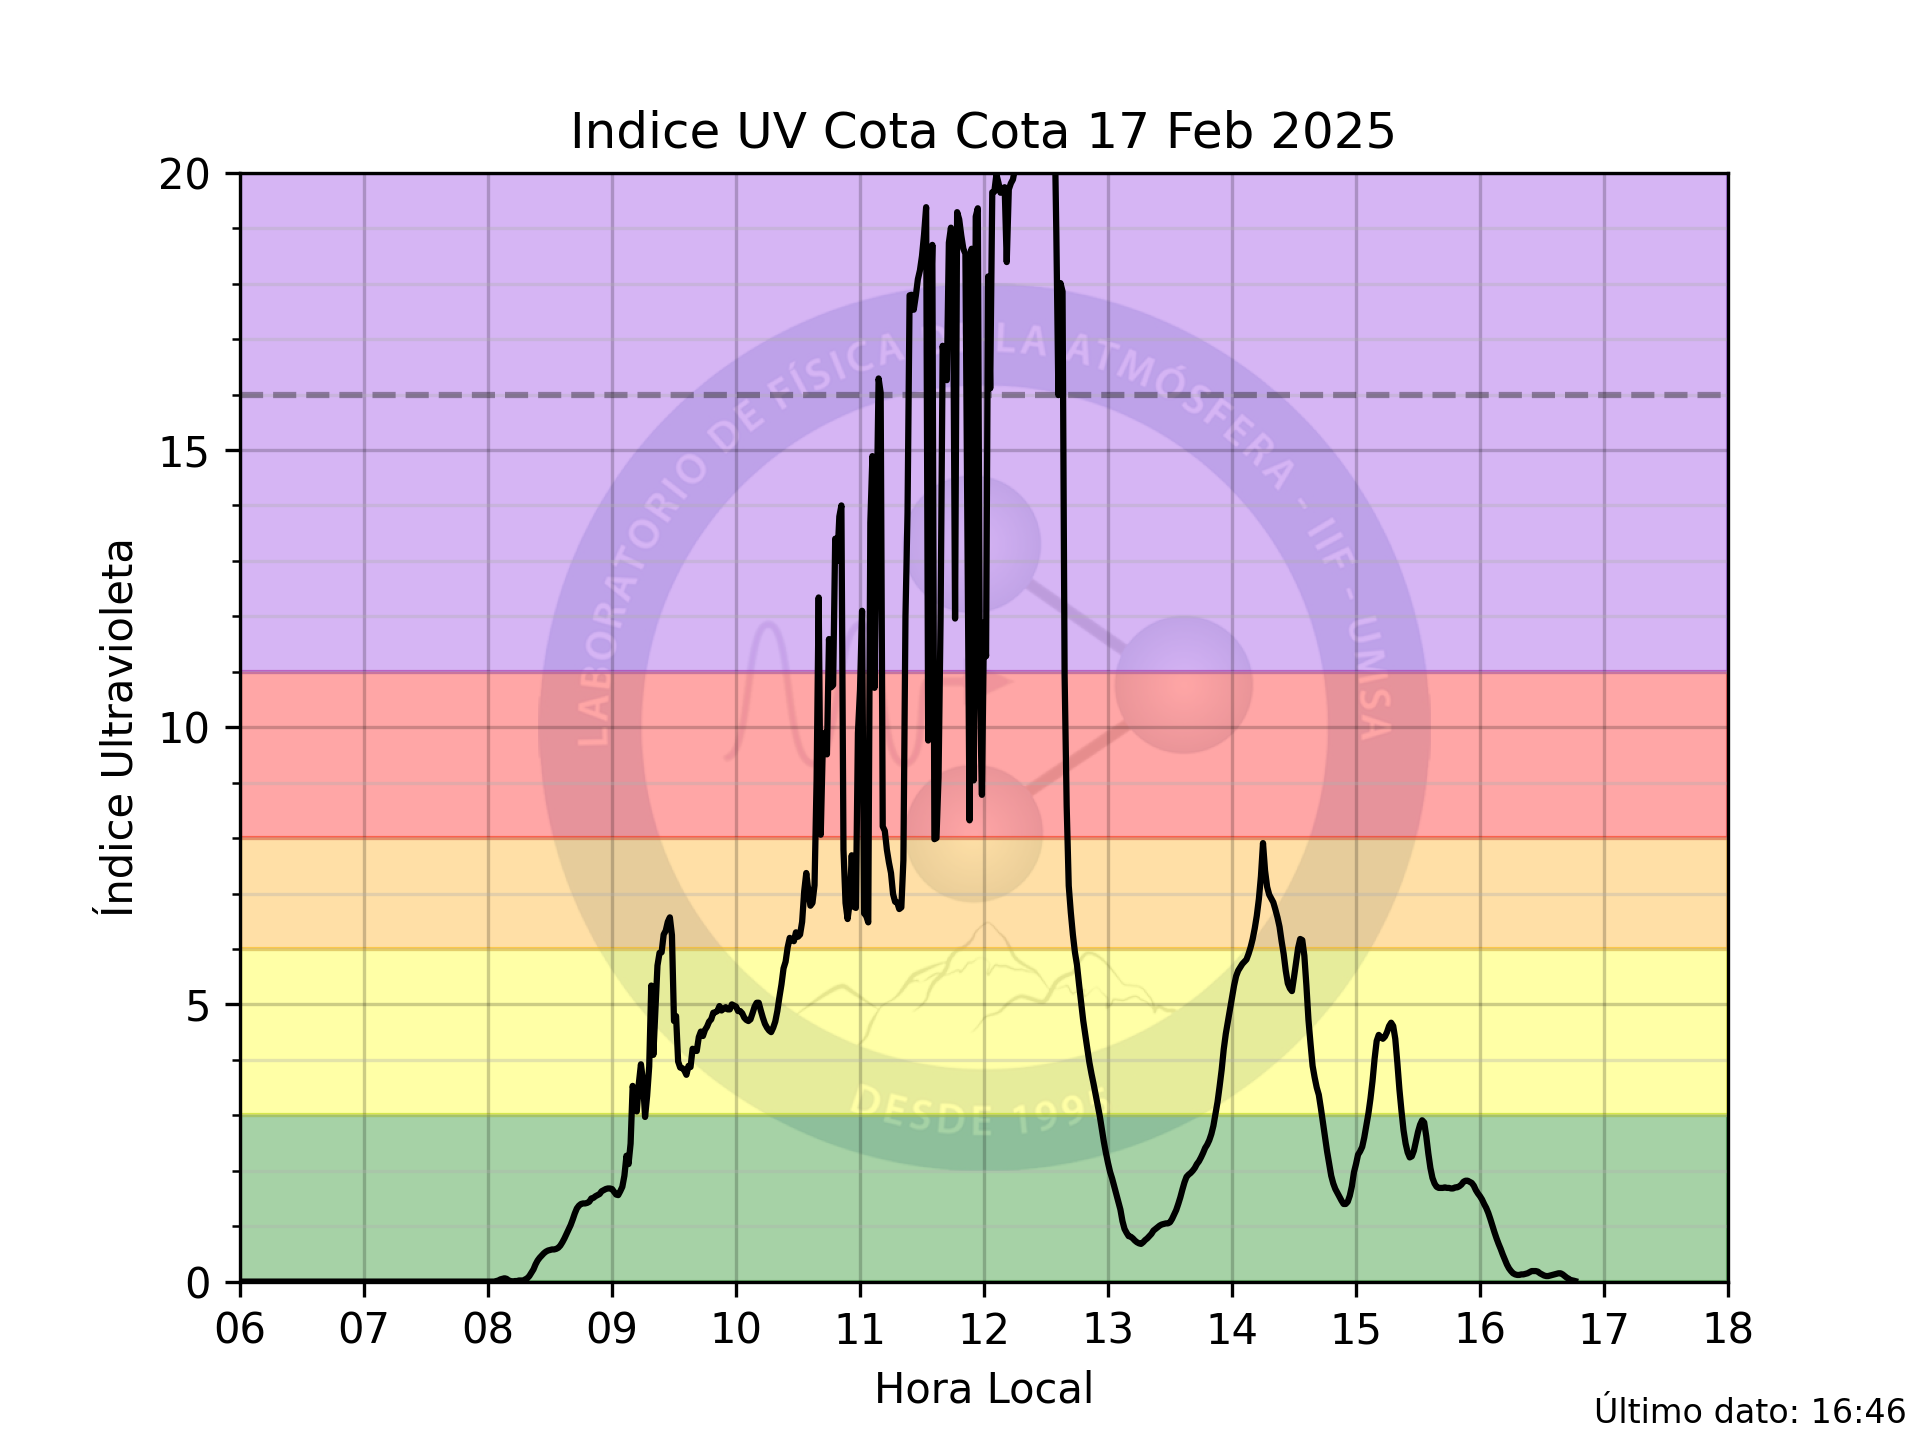 Indice UV Cota Cota 17 Feb 2025
20
15
10
5
0
Índice Ultravioleta
LABORATORIO DE FÍSICA LA ATMÓSFERA - IIF - UMSA
DESDE
06 07 08 09 10 11 12 13 14 15 16 17 18
Hora Local
Último dato: 16:46